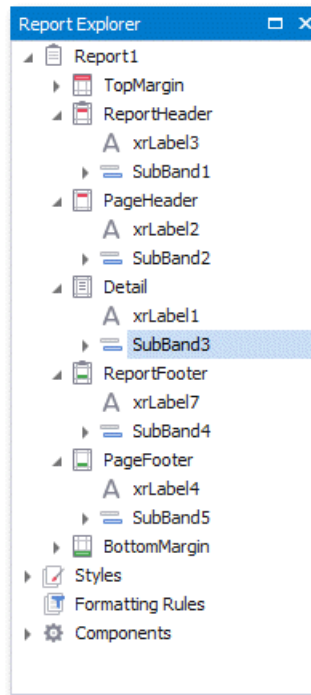 Report Explorer
Report1
TopMargin
ReportHeader
xrLabel3
SubBand1
PageHeader
xrLabel2
SubBand2
Detail
xrLabel1
SubBand3
ReportFooter
xrLabel7
SubBand4
PageFooter
xrLabel4
SubBand5
BottomMargin
Styles
Formatting Rules
Components